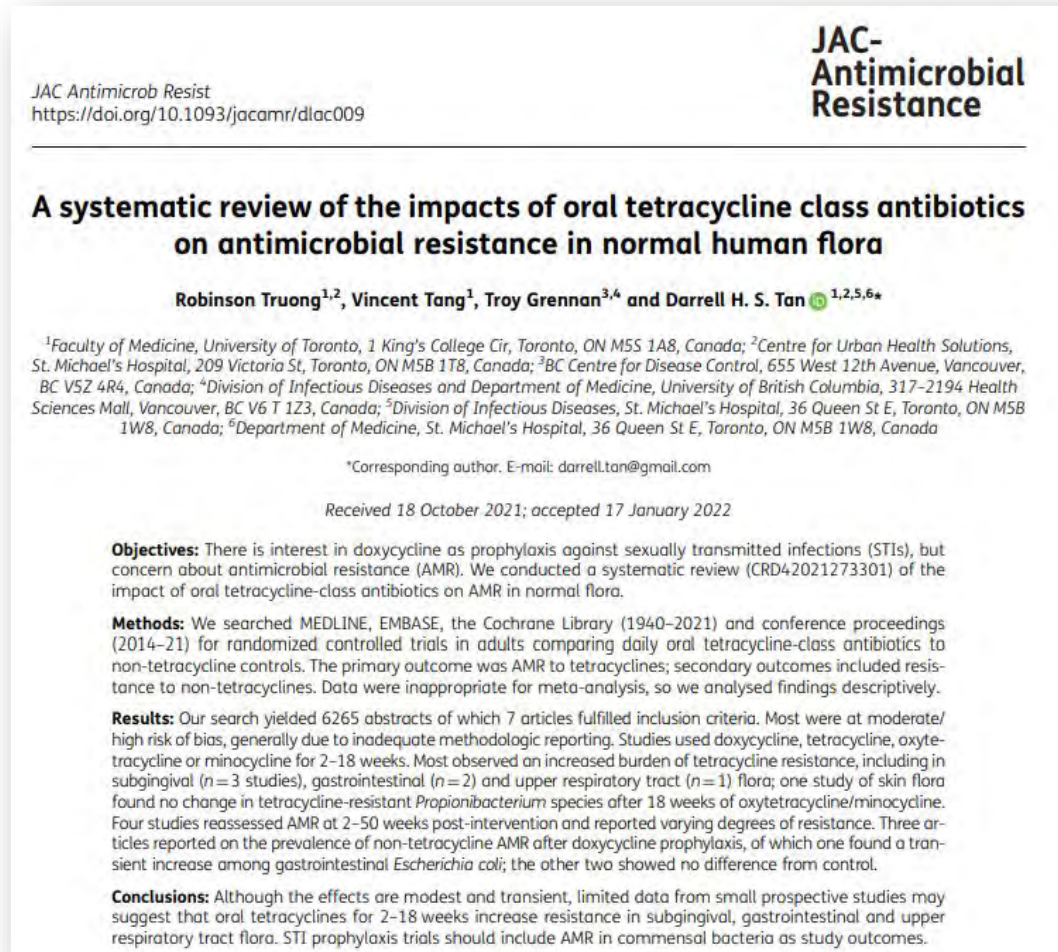 JAC-
Antimicrobial
Resistance
JAC Antimicrob Resist
https://doi.org/10.1093/jacamr/dlac009
A systematic review of the impacts of oral tetracycline class antibiotics
on antimicrobial resistance in normal human flora
Robinson Truong1,2, Vincent Tang1, Troy Grennan3,4 and Darrell H. S. Tan iD 1,2,5,6*
1Faculty of Medicine, University of Toronto, 1 King's College Cir, Toronto, ON M5S 1A8, Canada; 2Centre for Urban Health Solutions,
St. Michael's Hospital, 209 Victoria St, Toronto, ON M5B 1T8, Canada; 3BC Centre for Disease Control, 655 West 12th Avenue, Vancouver,
BC V5Z 4R4, Canada; 4Division of Infectious Diseases and Department of Medicine, University of British Columbia, 317-2194 Health
Sciences Mall, Vancouver, BC V6 T 1Z3, Canada; 5Division of Infectious Diseases, St. Michael's Hospital, 36 Queen St E, Toronto, ON M5B
1W8, Canada; 6Department of Medicine, St. Michael's Hospital, 36 Queen St E, Toronto, ON M5B 1W8, Canada
*Corresponding author. E-mail: darrell.tan@gmail.com
Received 18 October 2021; accepted 17 January 2022
Objectives: There is interest in doxycycline as prophylaxis against sexually transmitted infections (STIs), but
concern about antimicrobial resistance (AMR). We conducted a systematic review (CRD42021273301) of the
impact of oral tetracycline-class antibiotics on AMR in normal flora.
Methods: We searched MEDLINE, EMBASE, the Cochrane Library (1940–2021) and conference proceedings
(2014–21) for randomized controlled trials in adults comparing daily oral tetracycline-class antibiotics to
non-tetracycline controls. The primary outcome was AMR to tetracyclines; secondary outcomes included resis-
tance to non-tetracyclines. Data were inappropriate for meta-analysis, so we analysed findings descriptively.
Results: Our search yielded 6265 abstracts of which 7 articles fulfilled inclusion criteria. Most were at moderate/
high risk of bias, generally due to inadequate methodologic reporting. Studies used doxycycline, tetracycline, oxyte-
tracycline or minocycline for 2–18 weeks. Most observed an increased burden of tetracycline resistance, including in
subgingival (n = 3 studies), gastrointestinal (n = 2) and upper respiratory tract (n = 1) flora; one study of skin flora
found no change in tetracycline-resistant Propionibacterium species after 18 weeks of oxytetracycline/minocycline.
Four studies reassessed AMR at 2–50 weeks post-intervention and reported varying degrees of resistance. Three ar-
ticles reported on the prevalence of non-tetracycline AMR after doxycycline prophylaxis, of which one found a tran-
sient increase among gastrointestinal Escherichia coli; the other two showed no difference from control.
Conclusions: Although the effects are modest and transient, limited data from small prospective studies may
suggest that oral tetracyclines for 2–18 weeks increase resistance in subgingival, gastrointestinal and upper
respiratory tract flora. STI prophylaxis trials should include AMR in commensal bacteria as study outcomes.